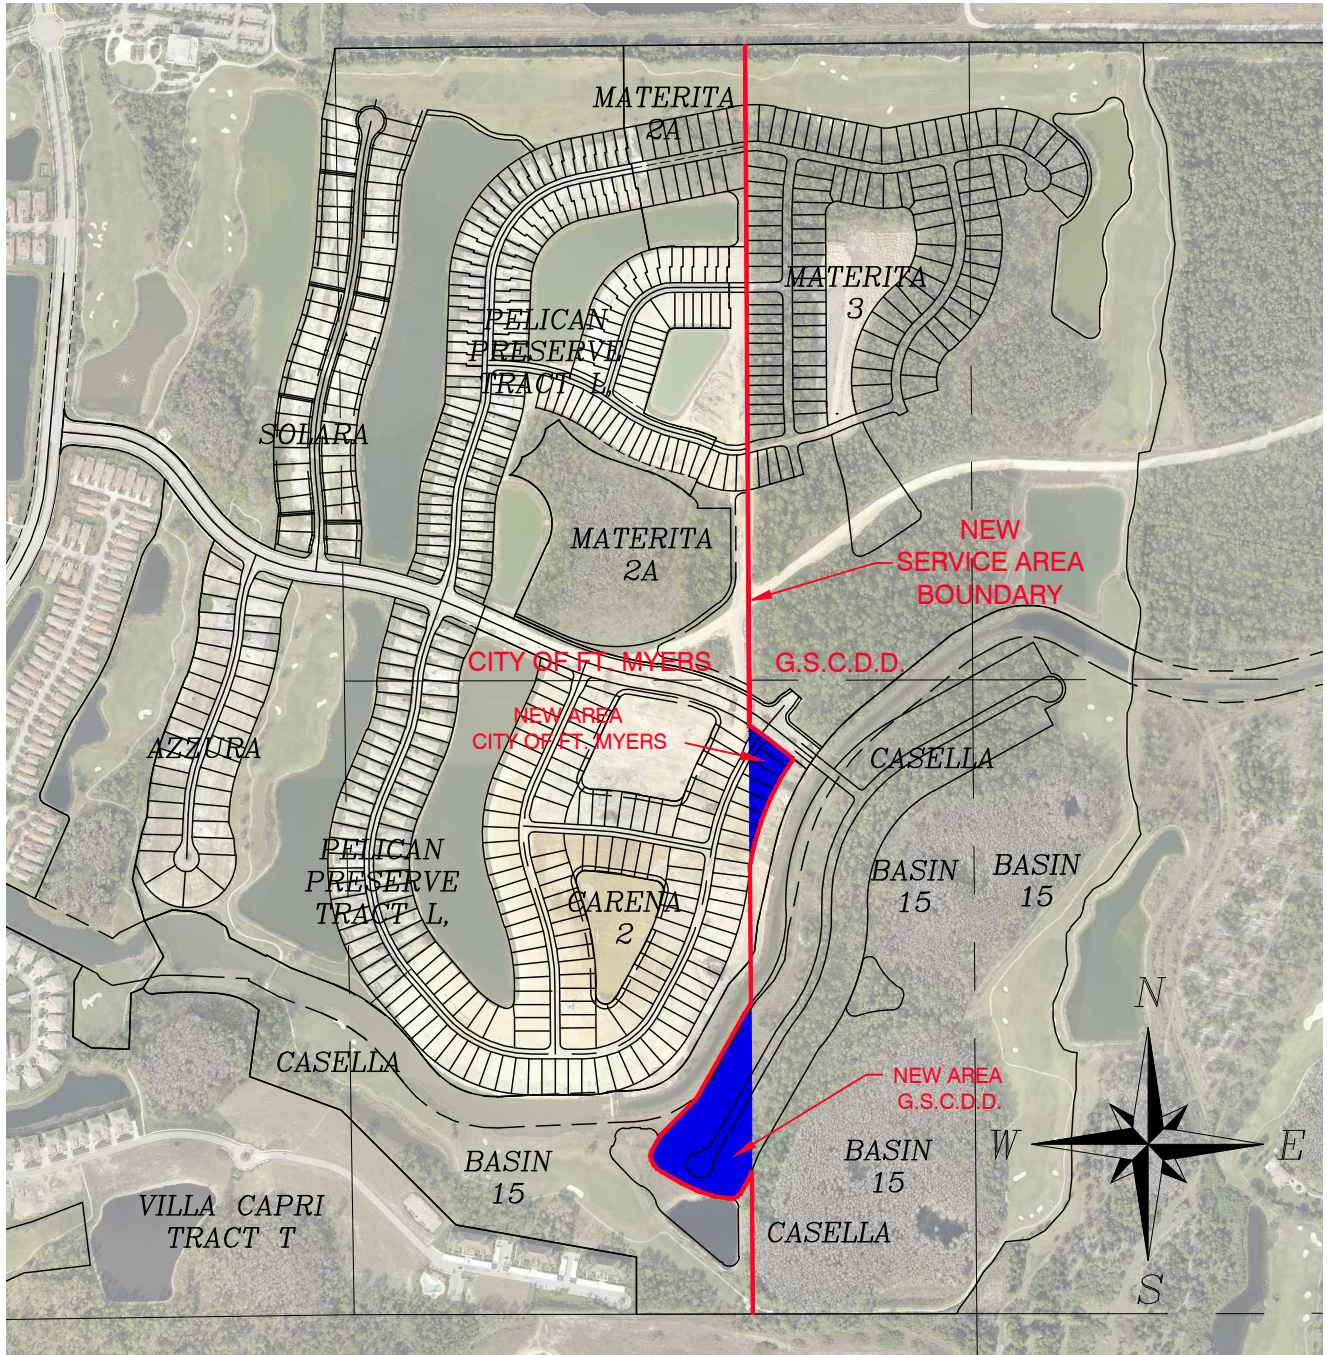 MATERITA
2A
MATERITA
3
PELICAN
PRESERVE
TRACT L,
SOLARA
MATERITA
2A
NEW
SERVICE AREA
BOUNDARY
CITY OF FT. MYERS
G.S.C.D.D.
NEW AREA
CITY OF FT. MYERS
AZZURA
CASELLA
PELICAN
PRESERVE
TRACT L,
CARENA
2
BASIN
15
BASIN
15
N
CASELLA
NEW AREA
G.S.C.D.D.
W
E
BASIN
15
BASIN
15
VILLA CAPRI
TRACT T
CASELLA
S